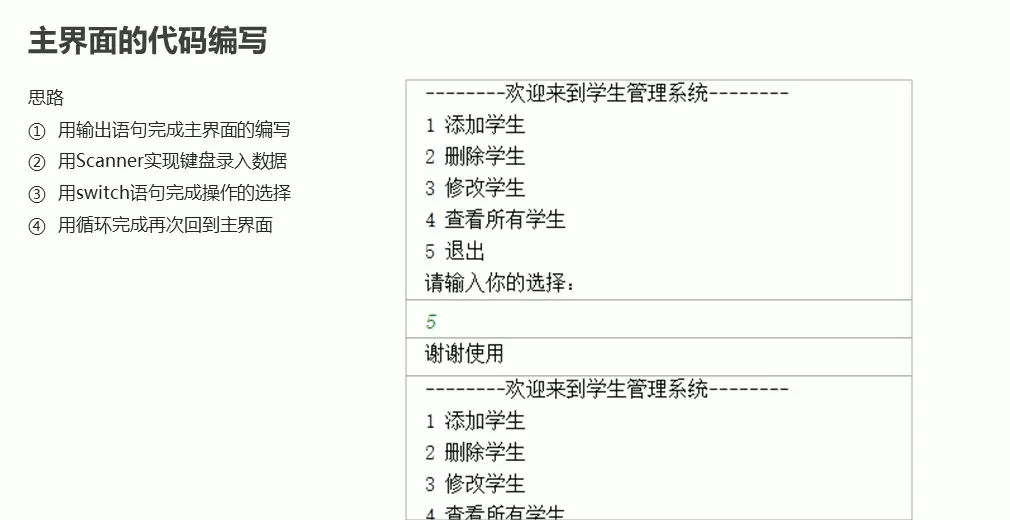 主界面的代码编写
思路
① 用输出语句完成主界面的编写
② 用Scanner实现键盘录入数据
③ 用switch语句完成操作的选择
④ 用循环完成再次回到主界面
--------欢迎来到学生管理系统--------
1 添加学生
2 删除学生
3 修改学生
4 查看所有学生
5 退出
请输入你的选择：
5
谢谢使用
--------欢迎来到学生管理系统--------
1 添加学生
2 删除学生
3 修改学生
4 查看所有学生